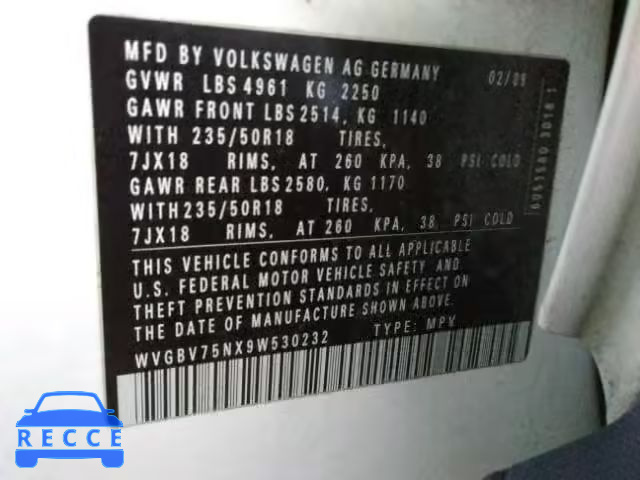 MFD BY VOLKSWAGEN AG GERMANY 02/09
GVWR LBS 4961 KG 2250
GAWR FRONT LBS 2514, KG 1140
WITH 235/50R18 TIRES,
7JX18 RIMS, AT 260 KPA, 38 PSI COLD
GAWR REAR LBS 2580, KG 1170
WITH 235/50R18 TIRES,
7JX18 RIMS, AT 260 KPA, 38 PSI COLD
THIS VEHICLE CONFORMS TO ALL APPLICABLE
U.S. FEDERAL MOTOR VEHICLE SAFETY AND
THEFT PREVENTION STANDARDS IN EFFECT ON
THE DATE OF MANUFACTURE SHOWN ABOVE.
WVGBV75NX9W530232 TYPE: MPV
RECCE